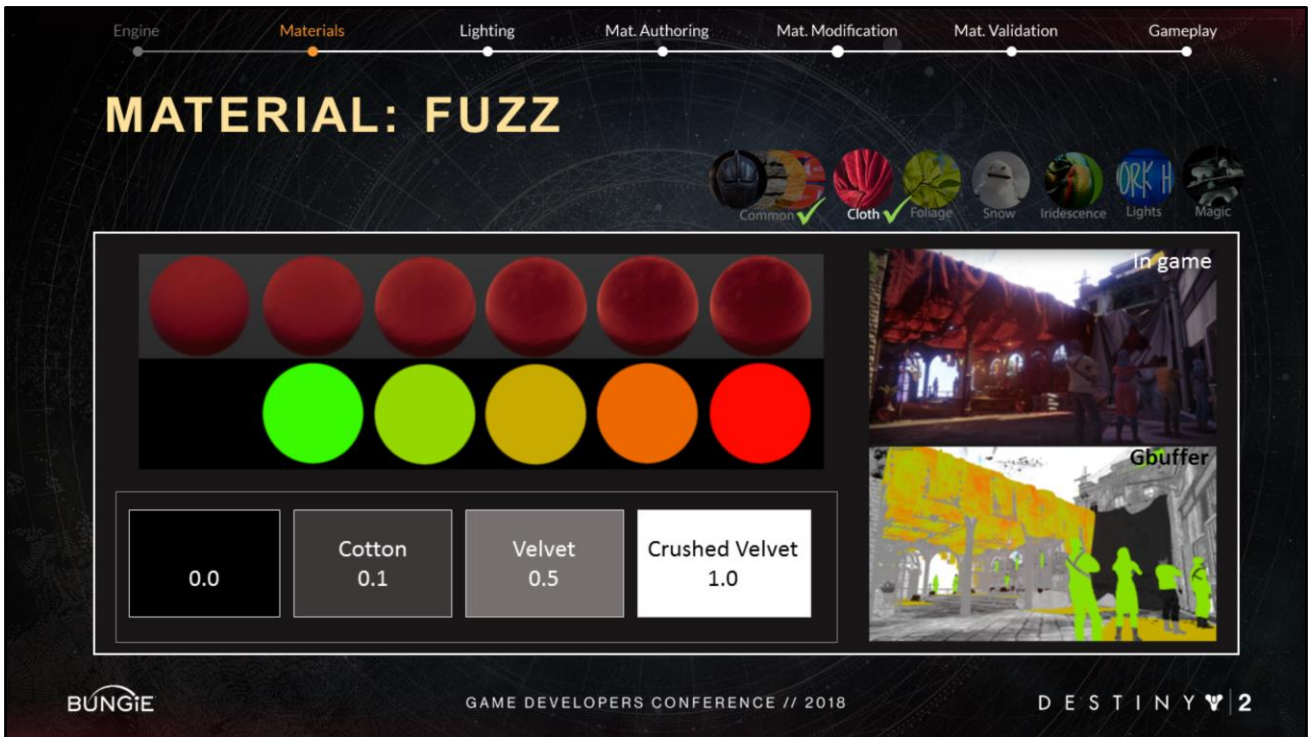 Engine
Materials
Lighting
Mat. Authoring
Mat. Modification
Mat. Validation
Gameplay
MATERIAL: FUZZ
ORK H
Common
Cloth
Foliage
Snow
Iridescence
Lights
Magic
In game
Gbuffer
0.0
Cotton
0.1
Velvet
0.5
Crushed Velvet
1.0
BUNGiE
GAME DEVELOPERS CONFERENCE // 2018
DESTINY 2